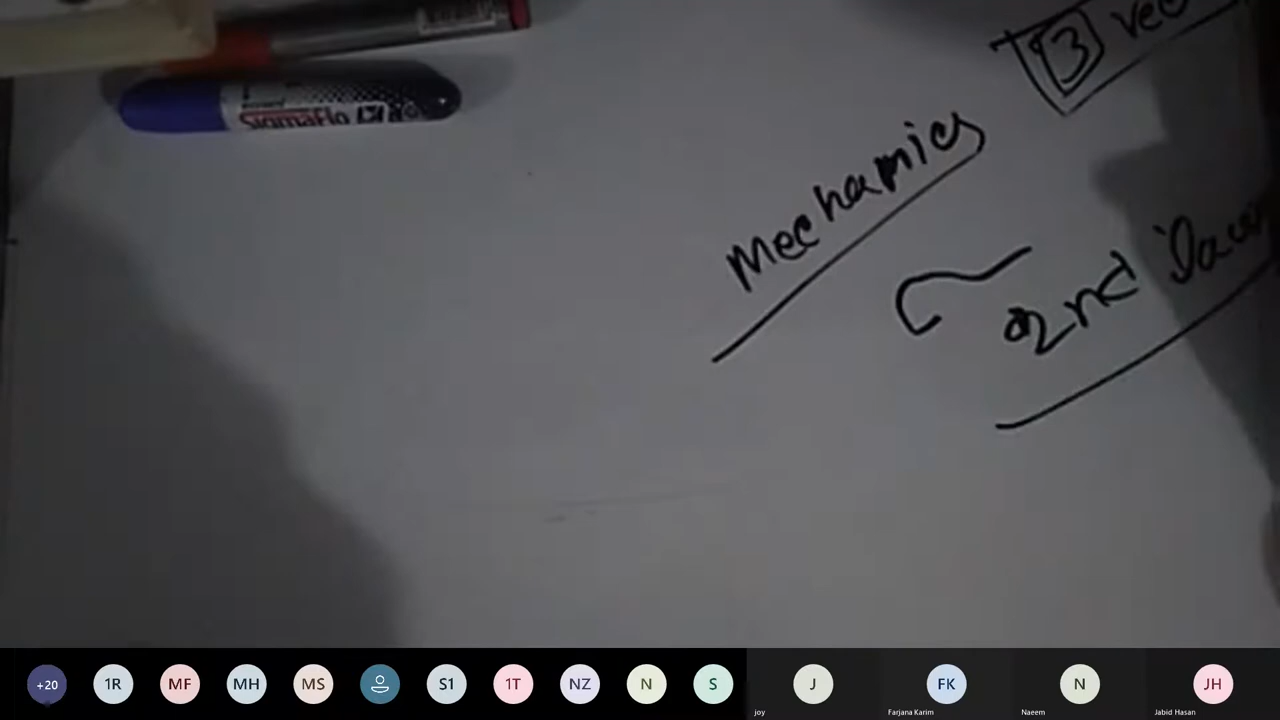 3 vec
Mechanics
2nd
SigmaFlo
+20
1R
MF
MH
MS
S1
1T
NZ
N
S
J
FK
N
JH
joy
Farjana Karim
Naeem
Jabid Hasan